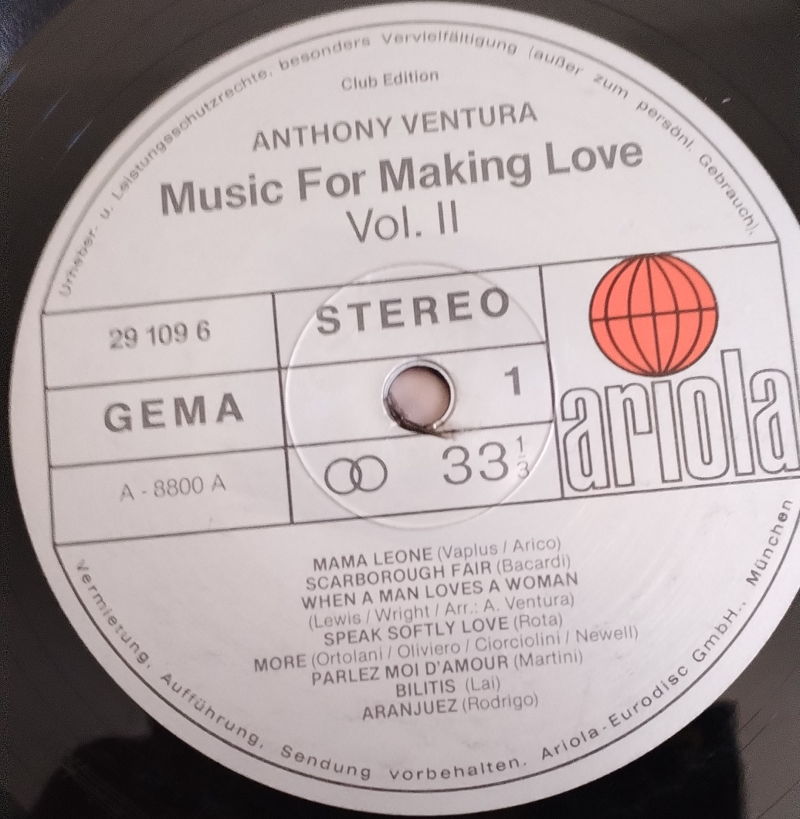 Urheber- u. Leistungsschutzrechte, besonders Vervielfältigung (außer zum persönl. Gebrauch),
Club Edition
ANTHONY VENTURA
Music For Making Love
Vol. II
29 109 6
STEREO
GEMA
1
A - 8800 A
33 1/3
ariola
MAMA LEONE (Vaplus / Arico)
SCARBOROUGH FAIR (Bacardi)
WHEN A MAN LOVES A WOMAN
(Lewis / Wright / Arr.: A. Ventura)
SPEAK SOFTLY LOVE (Rota)
MORE (Ortolani / Oliviero / Ciorciolini / Newell)
PARLEZ MOI D'AMOUR (Martini)
BILITIS (Lai)
ARANJUEZ (Rodrigo)
Vermietung, Aufführung, Sendung vorbehalten. Ariola-Eurodisc GmbH., München